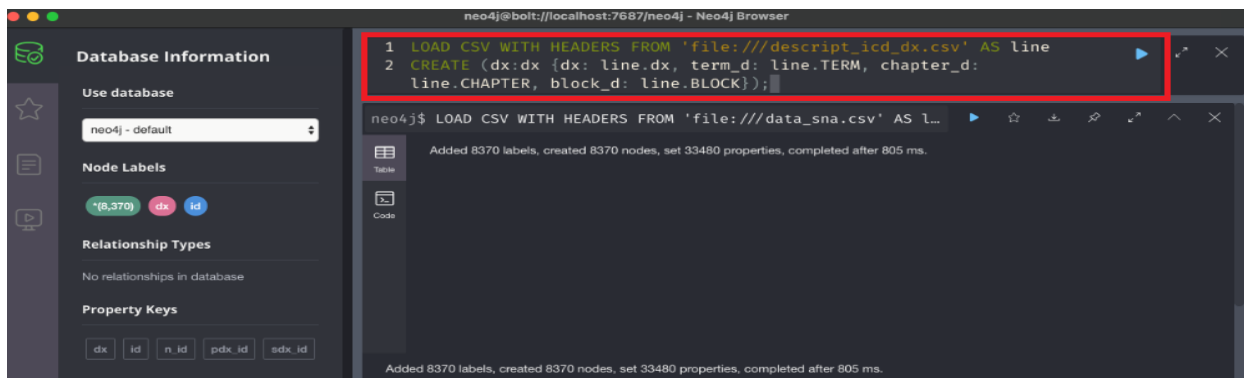 neo4j@bolt://localhost:7687/neo4j - Neo4j Browser
Database Information
Use database
neo4j - default
Node Labels
*(8,370) dx id
Relationship Types
No relationships in database
Property Keys
dx id n_id pdx_id sdx_id
1 LOAD CSV WITH HEADERS FROM 'file:///descript_icd_dx.csv' AS line
2 CREATE (dx:dx {dx: line.dx, term_d: line.TERM, chapter_d:
line.CHAPTER, block_d: line.BLOCK});
neo4j$ LOAD CSV WITH HEADERS FROM 'file:///data_sna.csv' AS l…
Table
Added 8370 labels, created 8370 nodes, set 33480 properties, completed after 805 ms.
Code
Added 8370 labels, created 8370 nodes, set 33480 properties, completed after 805 ms.